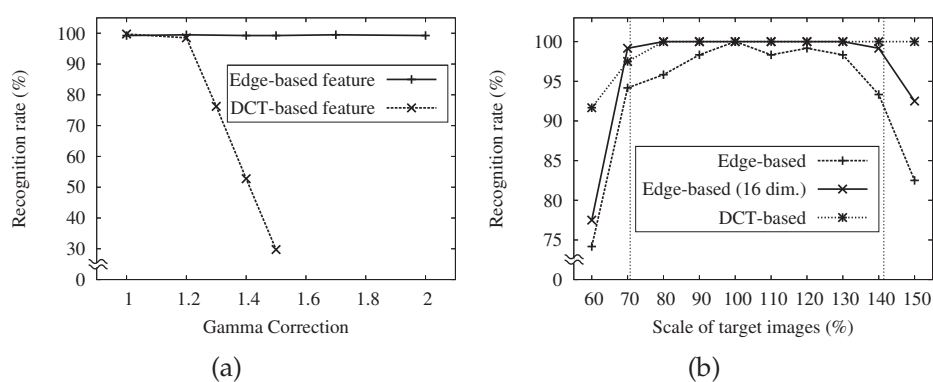 Recognition rate (%)
100
90
80
70
60
50
40
30
0
Edge-based feature
DCT-based feature
1 1.2 1.4 1.6 1.8 2
Gamma Correction
(a)
Recognition rate (%)
100
95
90
85
80
75
0
Edge-based
Edge-based (16 dim.)
DCT-based
60 70 80 90 100 110 120 130 140 150
Scale of target images (%)
(b)